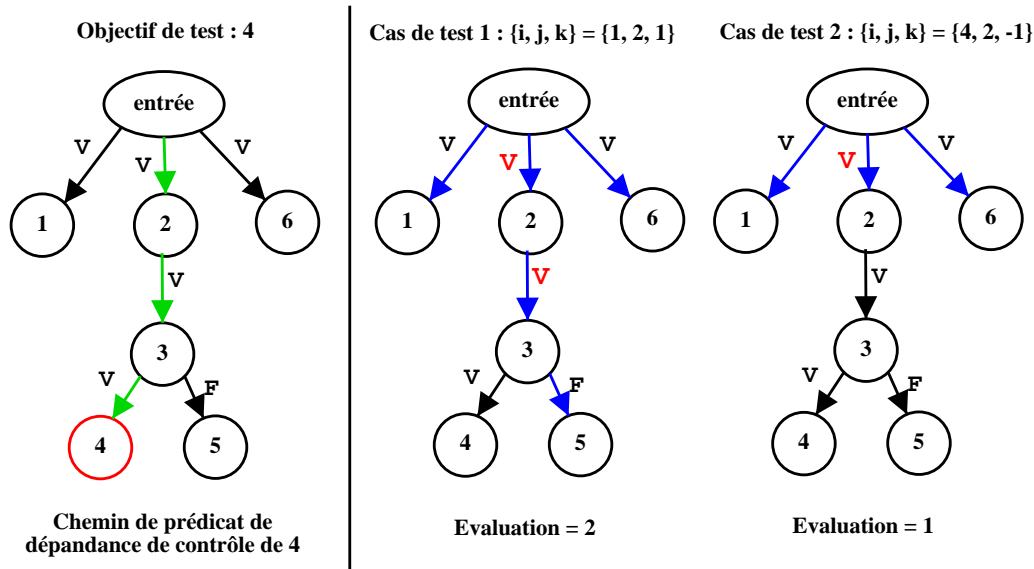 Objectif de test : 4
entrée
V
V
V
1
2
6
V
3
V
F
4
5
Chemin de prédicat de
dépandance de contrôle de 4
Cas de test 1 : {i, j, k} = {1, 2, 1}
entrée
V
V
V
1
2
6
V
3
V
F
4
5
Evaluation = 2
Cas de test 2 : {i, j, k} = {4, 2, -1}
entrée
V
V
V
1
2
6
V
3
V
F
4
5
Evaluation = 1